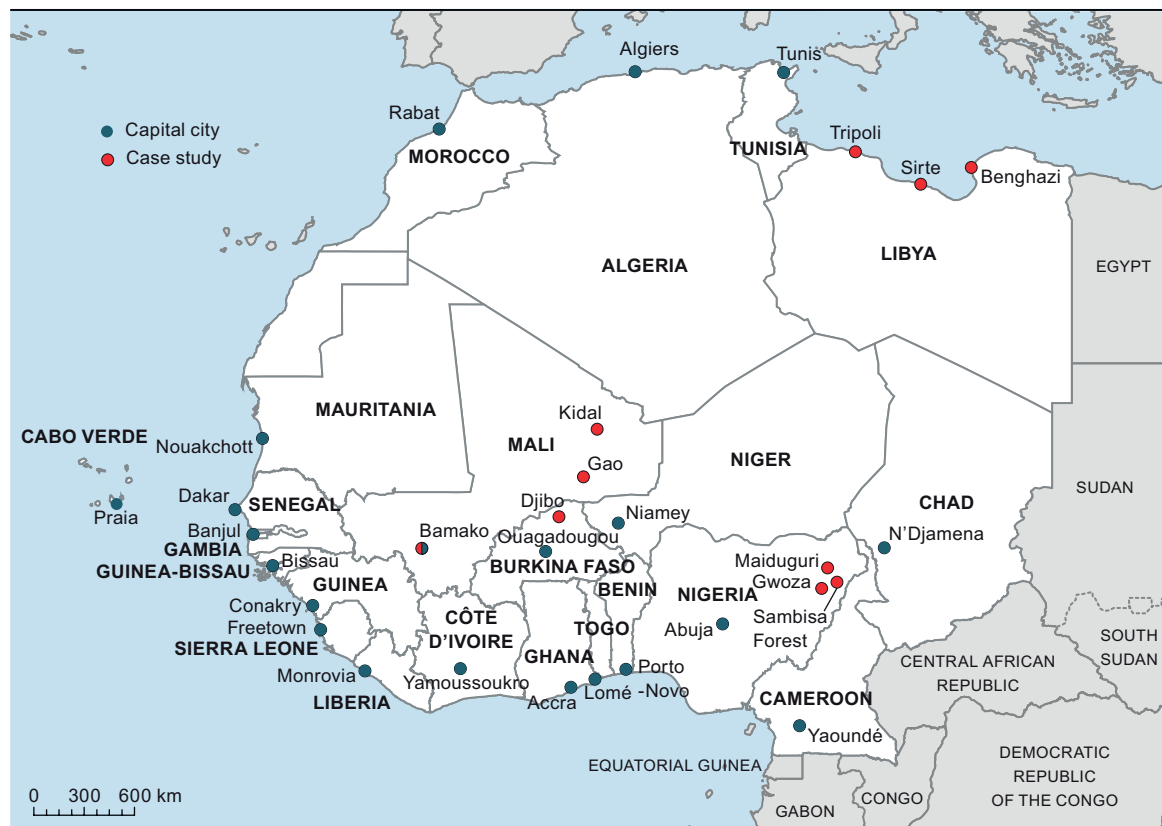 Algiers
Tunis
Rabat
Capital city
Case study
MOROCCO
TUNISIA
Tripoli
Sirte
Benghazi
LIBYA
ALGERIA
EGYPT
MAURITANIA
Kidal
CABO VERDE
Nouakchott
MALI
Gao
NIGER
Praia
Dakar
SENEGAL
Djibo
Niamey
CHAD
SUDAN
Banjul
GAMBIA
Bamako
Ouagadougou
N'Djamena
GUINEA-BISSAU
Bissau
BURKINA FASO
Maiduguri
Gwoza
GUINEA
BENIN
NIGERIA
Conakry
CÔTE
D'IVOIRE
Sambisa
Forest
Freetown
SIERRA LEONE
TOGO
Abuja
SOUTH
SUDAN
GHANA
Monrovia
LIBERIA
Yamoussoukro
Accra
Lomé
Porto
-Novo
CENTRAL AFRICAN
REPUBLIC
CAMEROON
Yaoundé
EQUATORIAL GUINEA
DEMOCRATIC
REPUBLIC
OF THE CONGO
GABON
CONGO
0 300 600 km